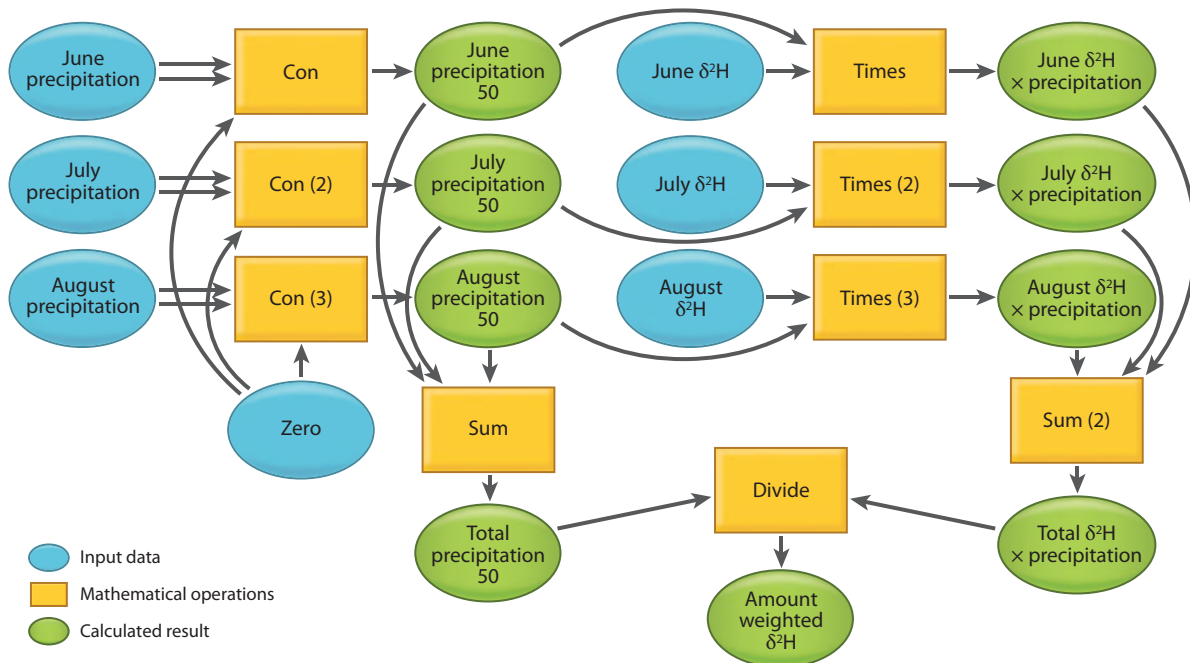 June
precipitation
Con
June
precipitation
50
June δ²H
Times
June δ²H
× precipitation
July
precipitation
Con (2)
July
precipitation
50
July δ²H
Times (2)
July δ²H
× precipitation
August
precipitation
Con (3)
August
precipitation
50
August
δ²H
Times (3)
August δ²H
× precipitation
Zero
Sum
Sum (2)
Divide
Total
precipitation
50
Total δ²H
× precipitation
Amount
weighted
δ²H
Input data
Mathematical operations
Calculated result